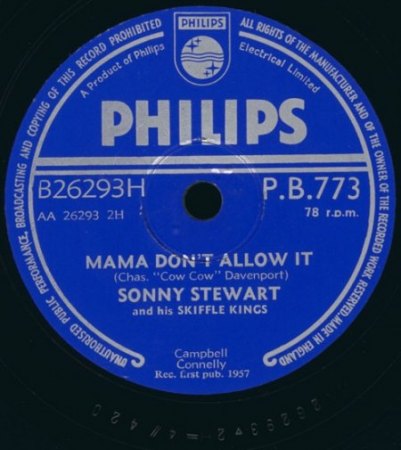 PHILIPS
A Product of Philips Electrical Limited
PHILIPS
B26293H
P.B.773
AA 26293 2H
78 r.p.m.
MAMA DON'T ALLOW IT
(Chas. "Cow Cow" Davenport)
SONNY STEWART
and his SKIFFLE KINGS
Campbell
Connelly
Rec. first pub. 1957
ALL RIGHTS OF THE MANUFACTURER AND OF THE OWNER OF THE RECORDED WORK RESERVED. MADE IN ENGLAND
UNAUTHORISED PUBLIC PERFORMANCE, BROADCASTING AND COPYING OF THIS RECORD PROHIBITED